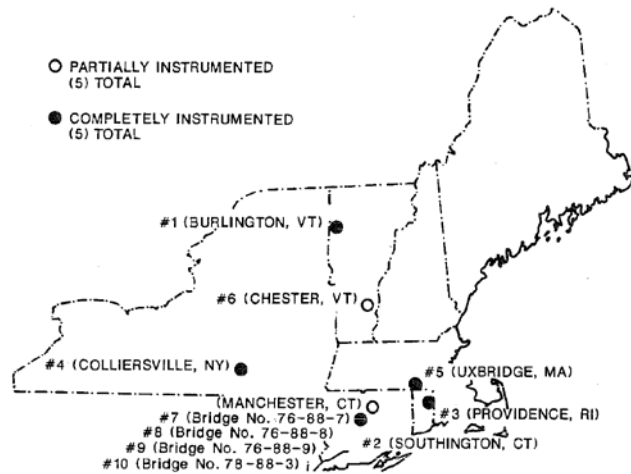 PARTIALLY INSTRUMENTED
(5) TOTAL
COMPLETELY INSTRUMENTED
(5) TOTAL
#1 (BURLINGTON, VT)
#6 (CHESTER, VT)
#4 (COLLIERSVILLE, NY)
#5 (UXBRIDGE, MA)
(MANCHESTER, CT)
#7 (Bridge No. 76-88-7)
#3 (PROVIDENCE, RI)
#8 (Bridge No. 76-88-8)
#2 (SOUTHINGTON, CT)
#9 (Bridge No. 76-88-9)
#10 (Bridge No. 78-88-3)